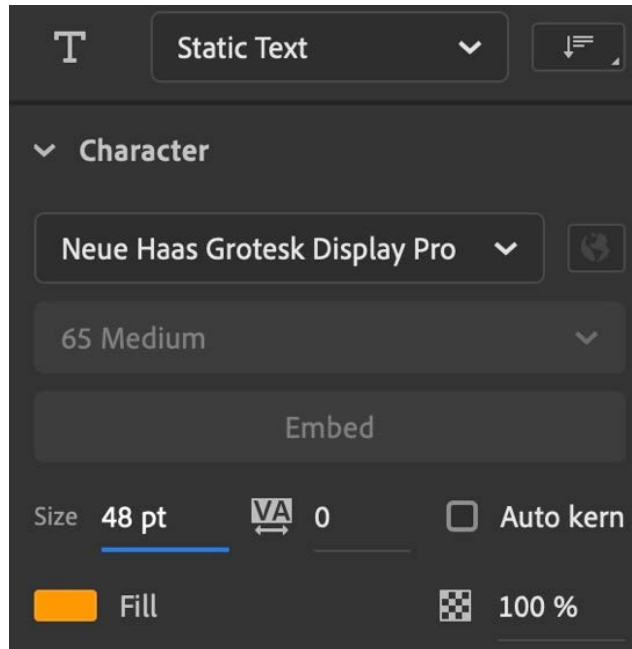 T Static Text
Character
Neue Haas Grotesk Display Pro
65 Medium
Embed
Size 48 pt VA 0 Auto kern
Fill 100 %